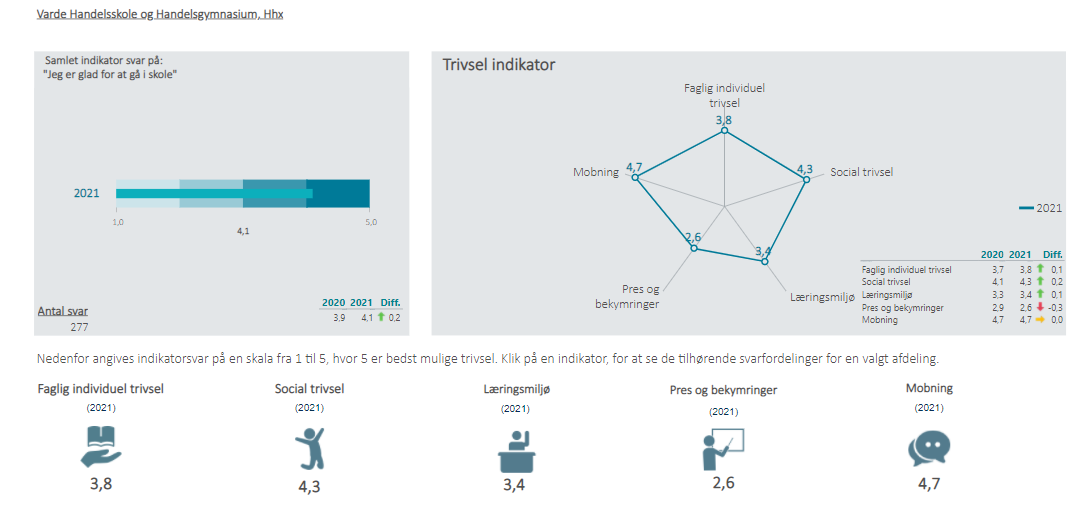 Varde Handelsskole og Handelsgymnasium, Hhx
Samlet indikator svar på:
"Jeg er glad for at gå i skole"
2021
1,0
5,0
4,1
Antal svar
277
2020 2021 Diff.
3,9 4,1 0,2
Trivsel indikator
Faglig individuel
trivsel
3,8
Mobning 4,7
4,3 Social trivsel
2021
2,6
3,4
Pres og
bekymringer
Læringsmiljø
2020 2021 Diff.
Faglig individuel trivsel 3,7 3,8 0,1
Social trivsel 4,1 4,3 0,2
Læringsmiljø 3,3 3,4 0,1
Pres og bekymringer 2,9 2,6 -0,3
Mobning 4,7 4,7 0,0
Nedenfor angives indikatorsvar på en skala fra 1 til 5, hvor 5 er bedst mulige trivsel. Klik på en indikator, for at se de tilhørende svarfordelinger for en valgt afdeling.
Faglig individuel trivsel
(2021)
3,8
Social trivsel
(2021)
4,3
Læringsmiljø
(2021)
3,4
Pres og bekymringer
(2021)
2,6
Mobning
(2021)
4,7